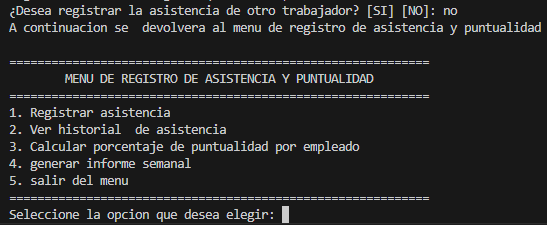 ¿Desea registrar la asistencia de otro trabajador? [SI] [NO]: no
A continuacion se  devolvera al menu de registro de asistencia y puntualidad
============================================================
        MENU DE REGISTRO DE ASISTENCIA Y PUNTUALIDAD
============================================================
1. Registrar asistencia
2. Ver historial  de asistencia
3. Calcular porcentaje de puntualidad por empleado
4. generar informe semanal
5. salir del menu
============================================================
Seleccione la opcion que desea elegir: